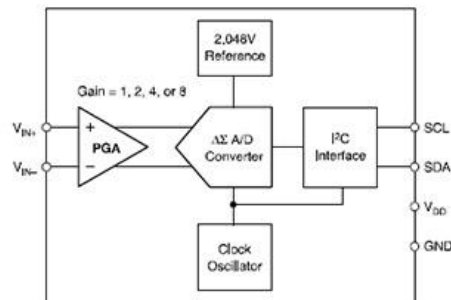 2.048V
Reference
Gain = 1, 2, 4, or 8
VIN+
+
PGA
VIN–
–
ΔΣ A/D
Converter
I²C
Interface
SCL
SDA
VDD
GND
Clock
Oscillator